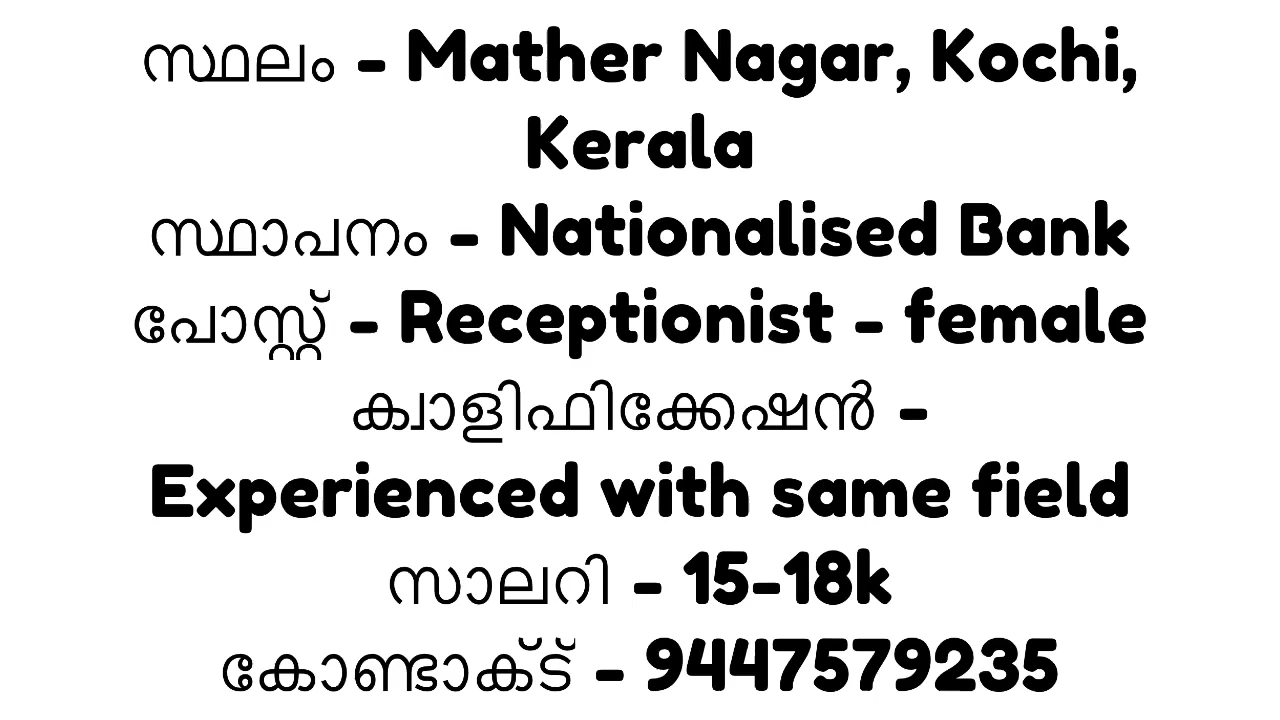 സ്ഥലം - Mather Nagar, Kochi,
Kerala
സ്ഥാപനം - Nationalised Bank
പോസ്റ്റ് - Receptionist - female
ക്വാളിഫിക്കേഷൻ -
Experienced with same field
സാലറി - 15-18k
കോണ്ടാക്ട് - 9447579235